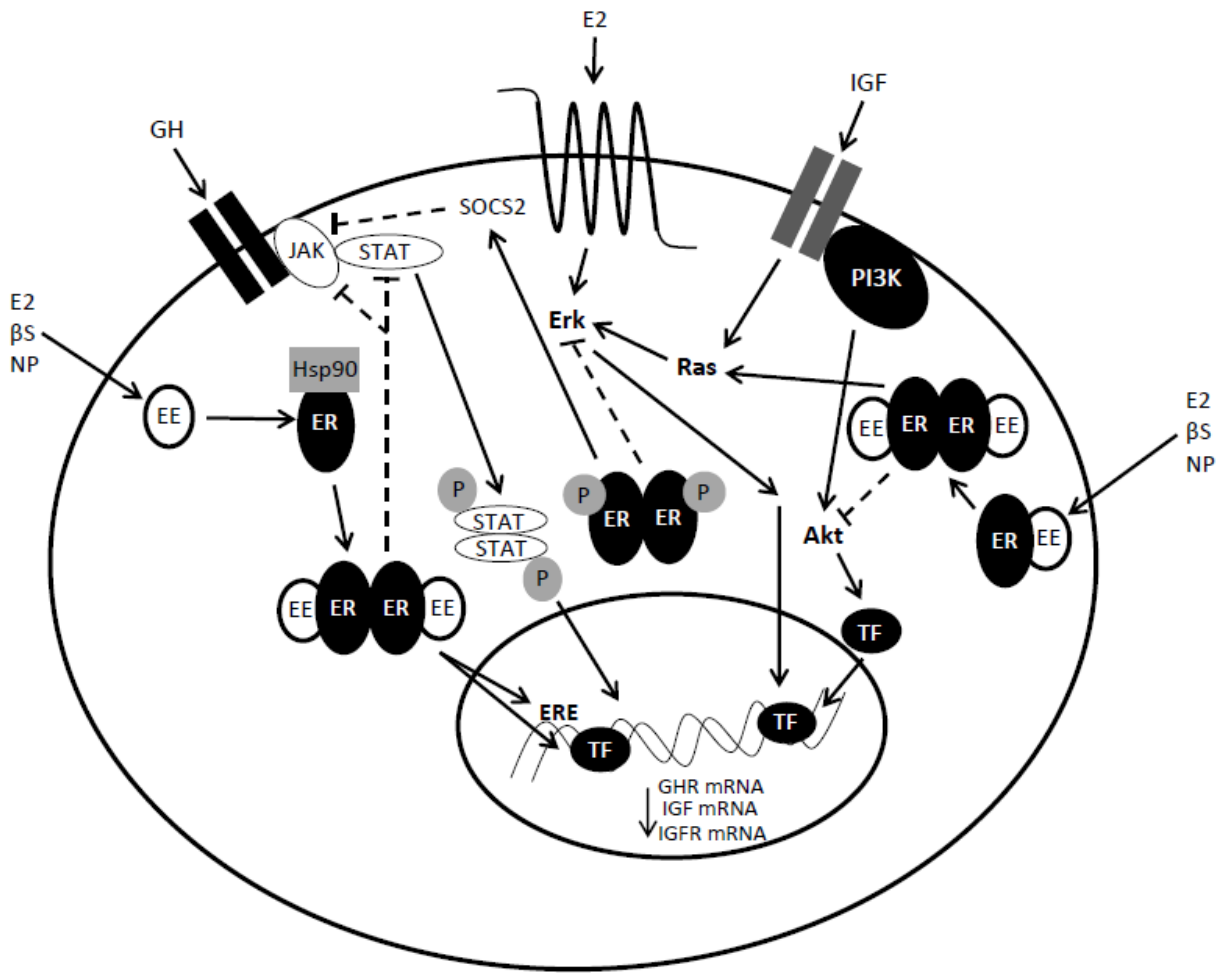 E2
IGF
GH
SOCS2
JAK
STAT
PI3K
E2
βS
NP
Erk
Ras
Hsp90
EE
ER
EE
ER
ER
EE
E2
βS
NP
P
P
P
STAT
STAT
P
ER
ER
Akt
ER
EE
EE
ER
ER
EE
TF
ERE
TF
TF
GHR mRNA
IGF mRNA
IGFR mRNA